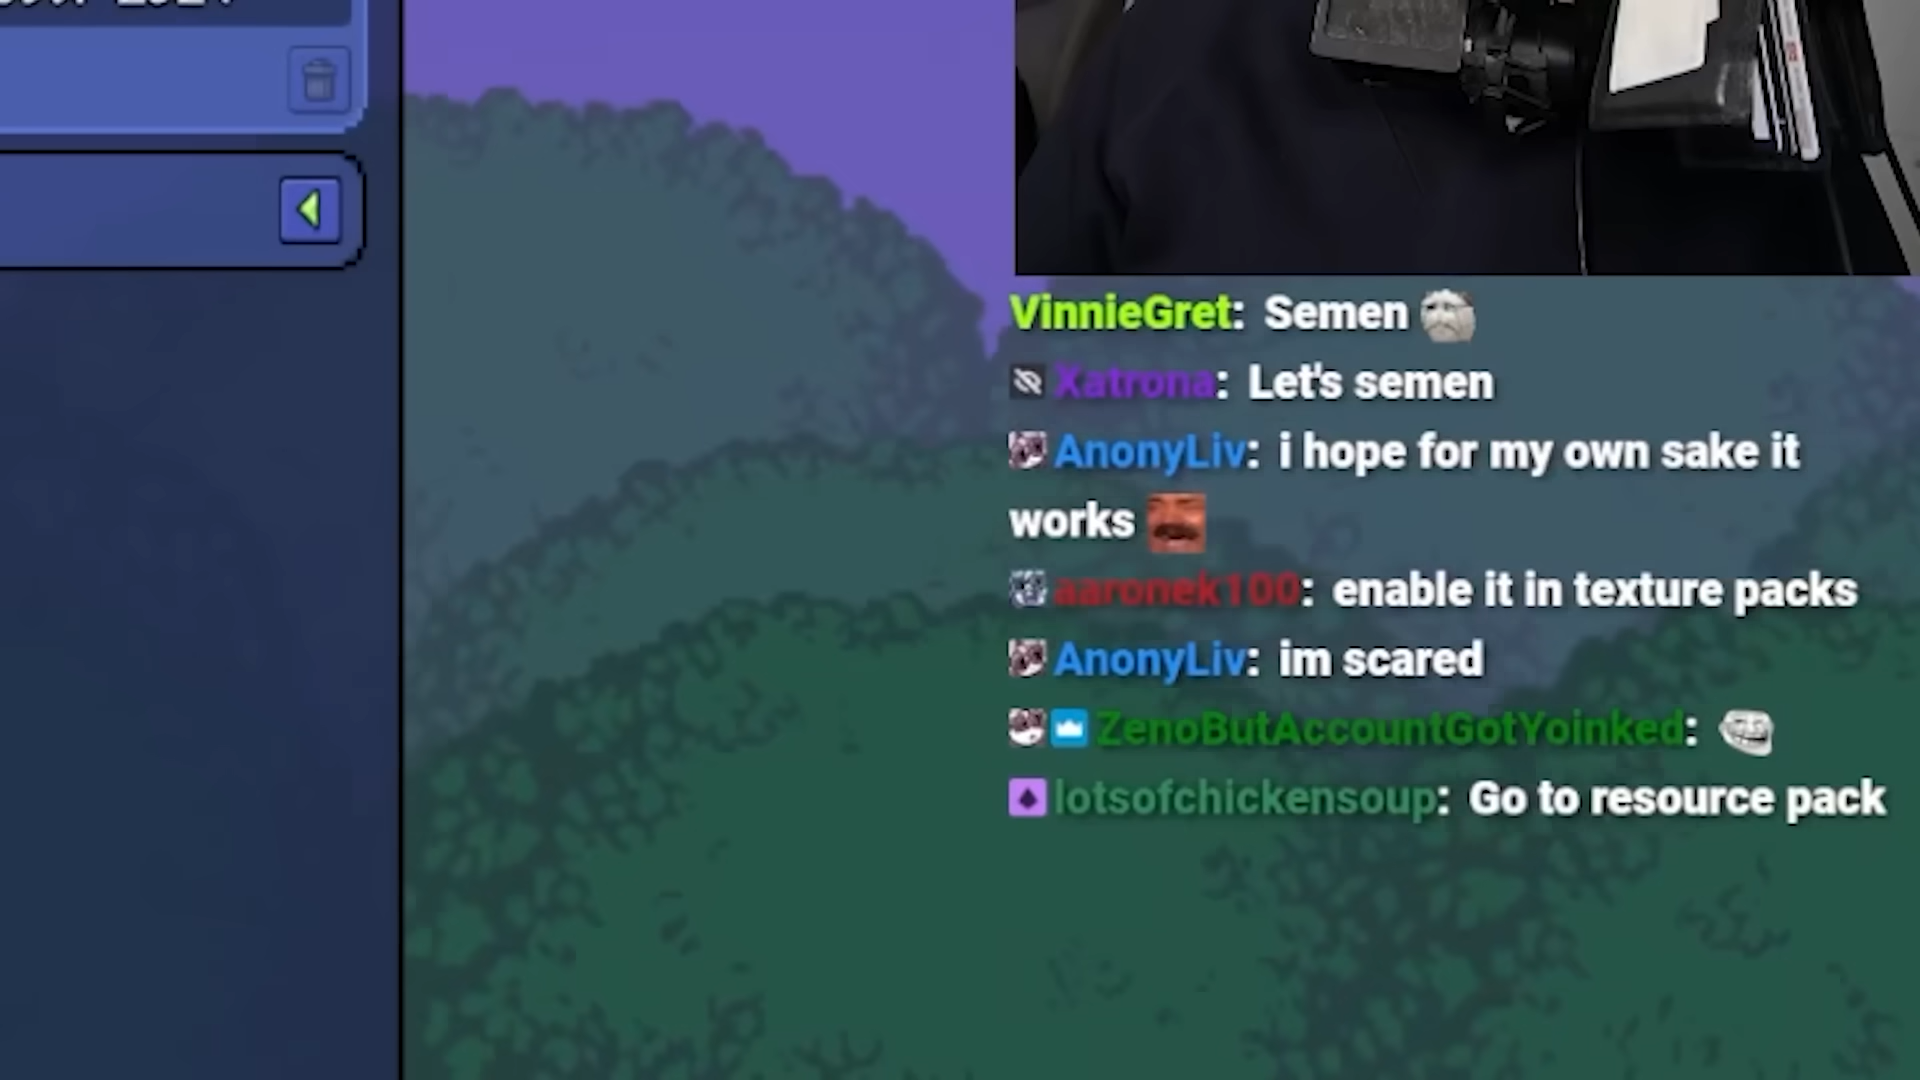 VinnieGret: Semen
Xatrona: Let's semen
AnonyLiv: i hope for my own sake it
works
aaronek100: enable it in texture packs
AnonyLiv: im scared
ZenoButAccountGotYoinked:
lotsofchickensoup: Go to resource pack